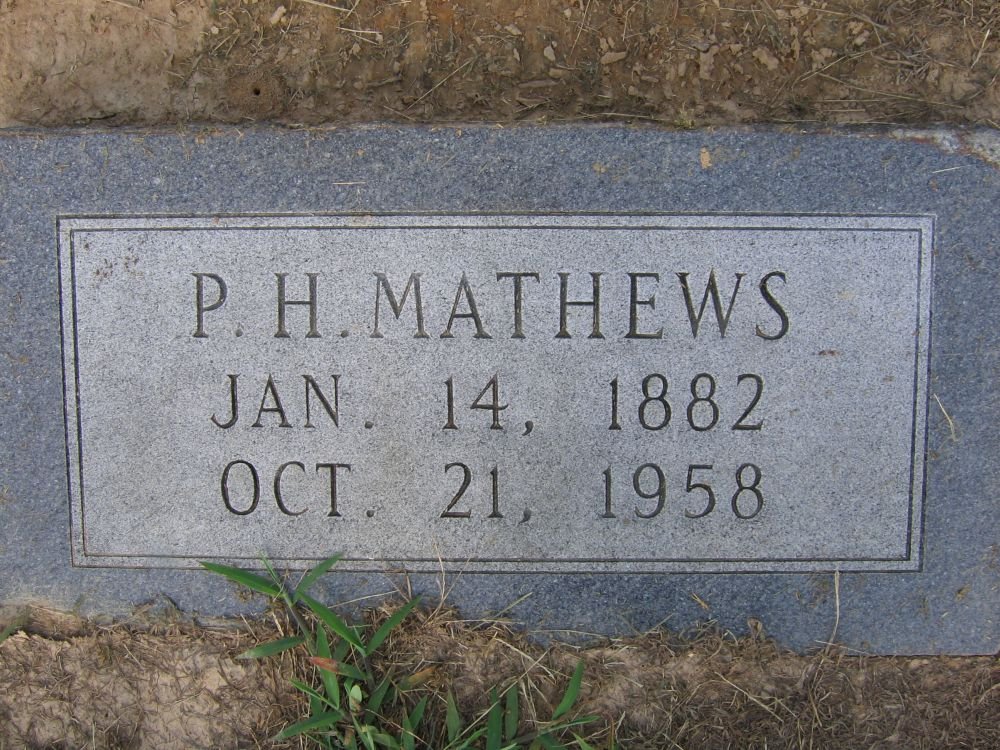 P. H. MATHEWS
JAN. 14, 1882
OCT. 21, 1958